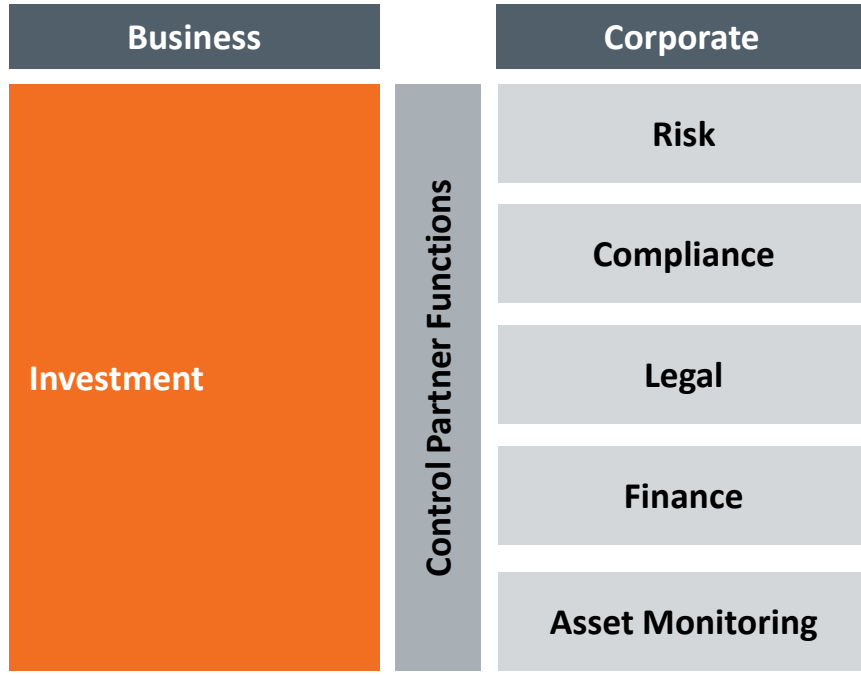 Business
Corporate
Investment
Control Partner Functions
Risk
Compliance
Legal
Finance
Asset Monitoring